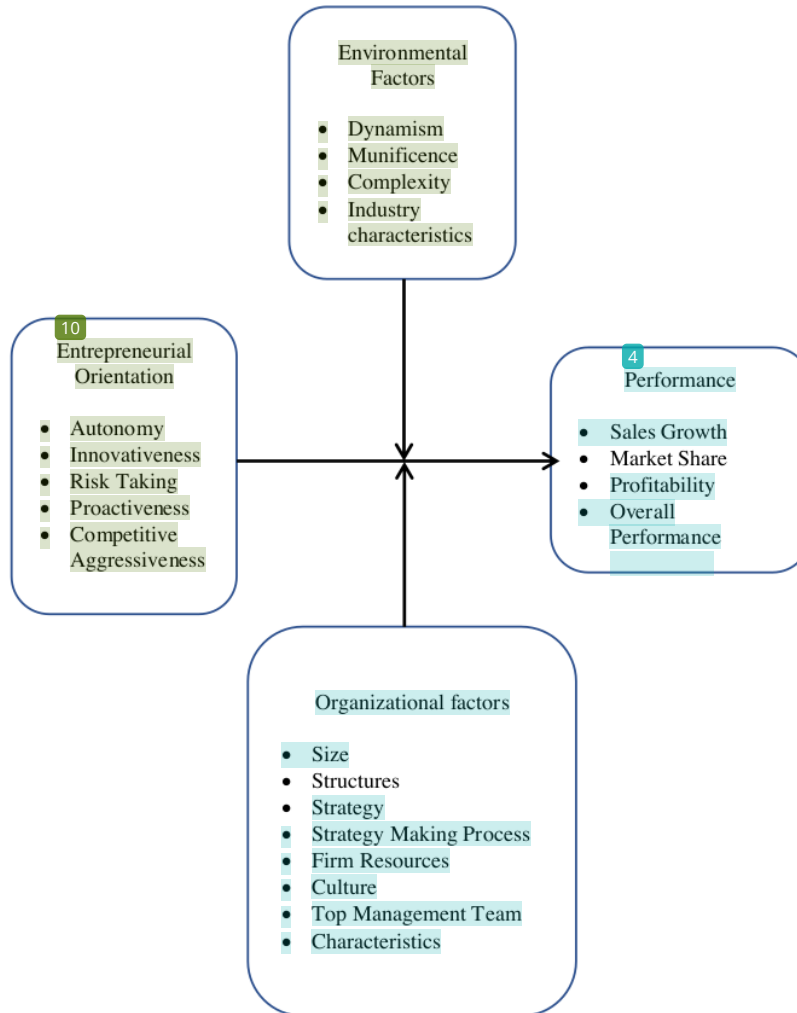 Environmental
Factors
• Dynamism
• Munificence
• Complexity
• Industry
characteristics
10
Entrepreneurial
Orientation
• Autonomy
• Innovativeness
• Risk Taking
• Proactiveness
• Competitive
Aggressiveness
4
Performance
• Sales Growth
• Market Share
• Profitability
• Overall
Performance
Organizational factors
• Size
• Structures
• Strategy
• Strategy Making Process
• Firm Resources
• Culture
• Top Management Team
• Characteristics